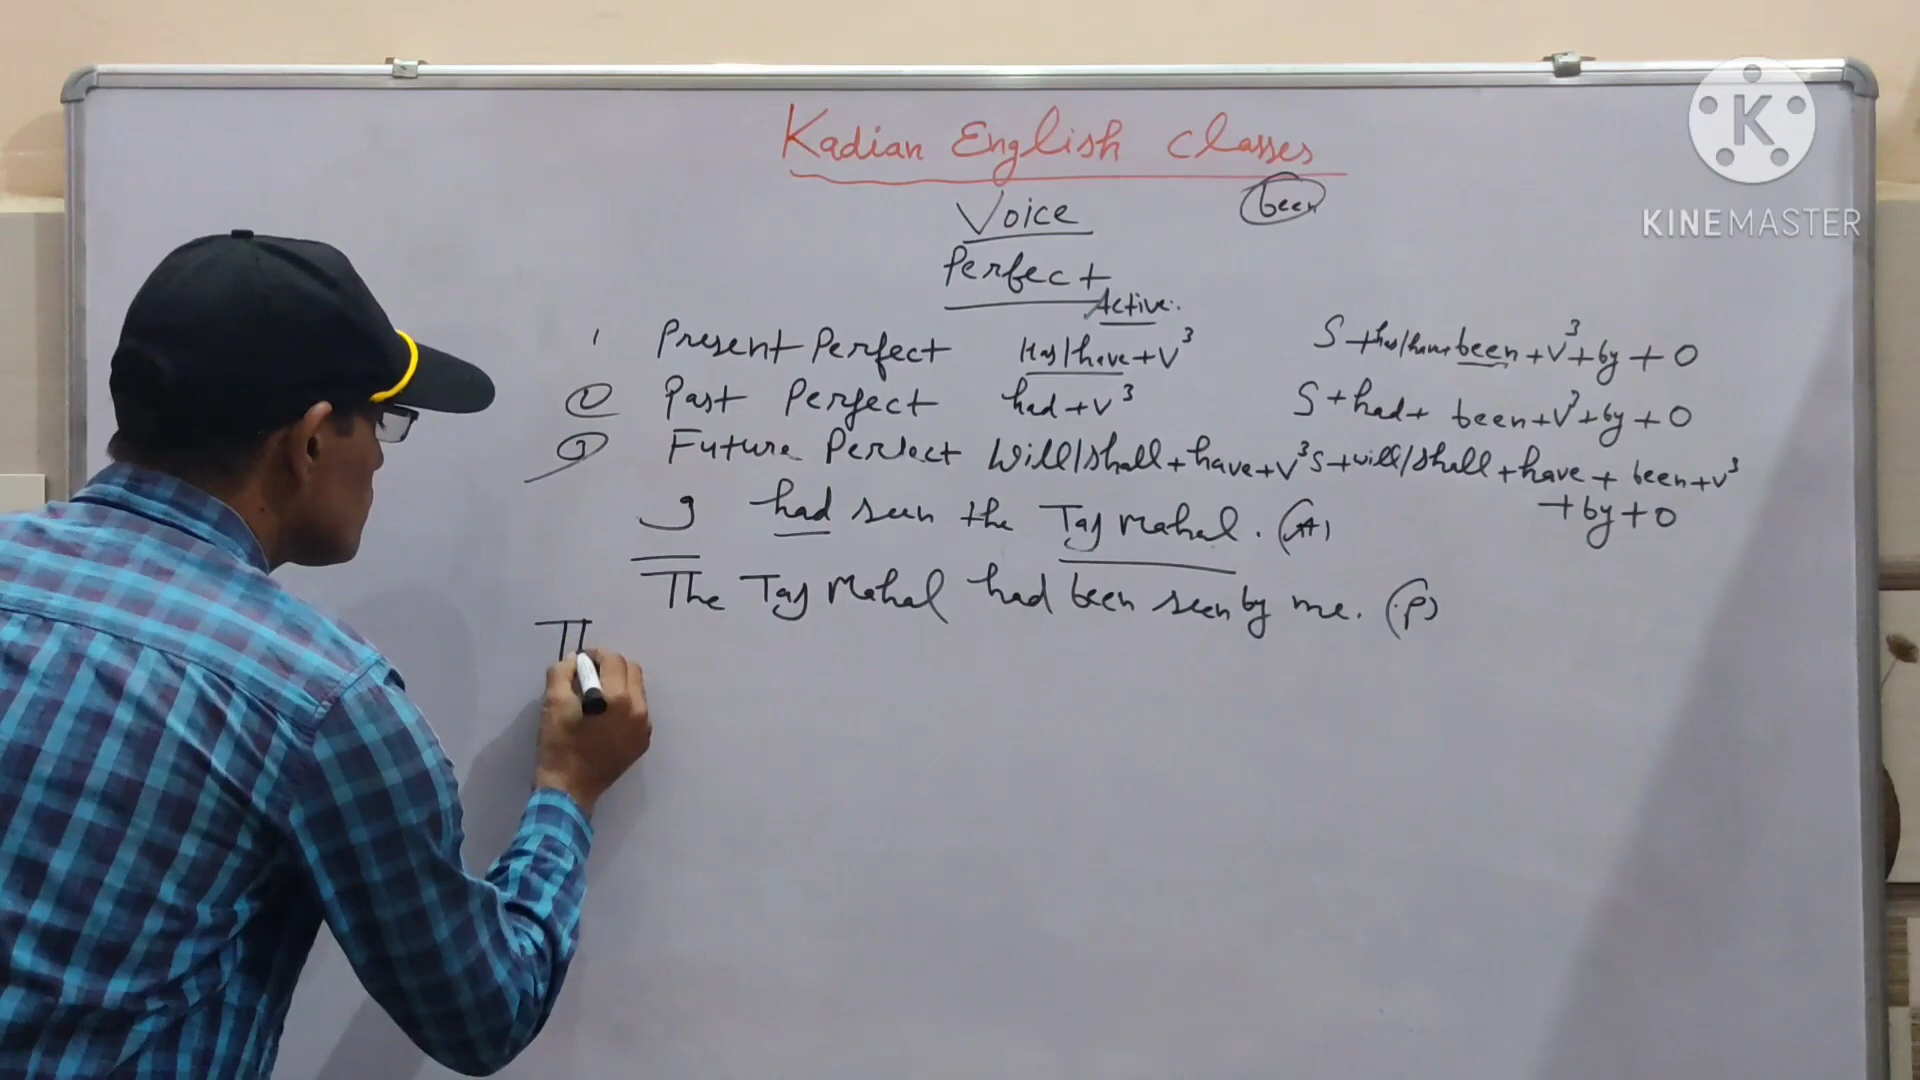 Kadian English Classes
been
Voice
Perfect
Active:
1 Present Perfect Has/have+V³ S+has/have+been+V³+by+O
② Past Perfect had+V³ S+had+been+V³+by+O
③ Future Perfect Will/shall+have+V³ S+will/shall+have+been+V³
+by+O
I had seen the Taj Mahal. (A)
The Taj Mahal had been seen by me. (P)
Th
K
KINEMASTER